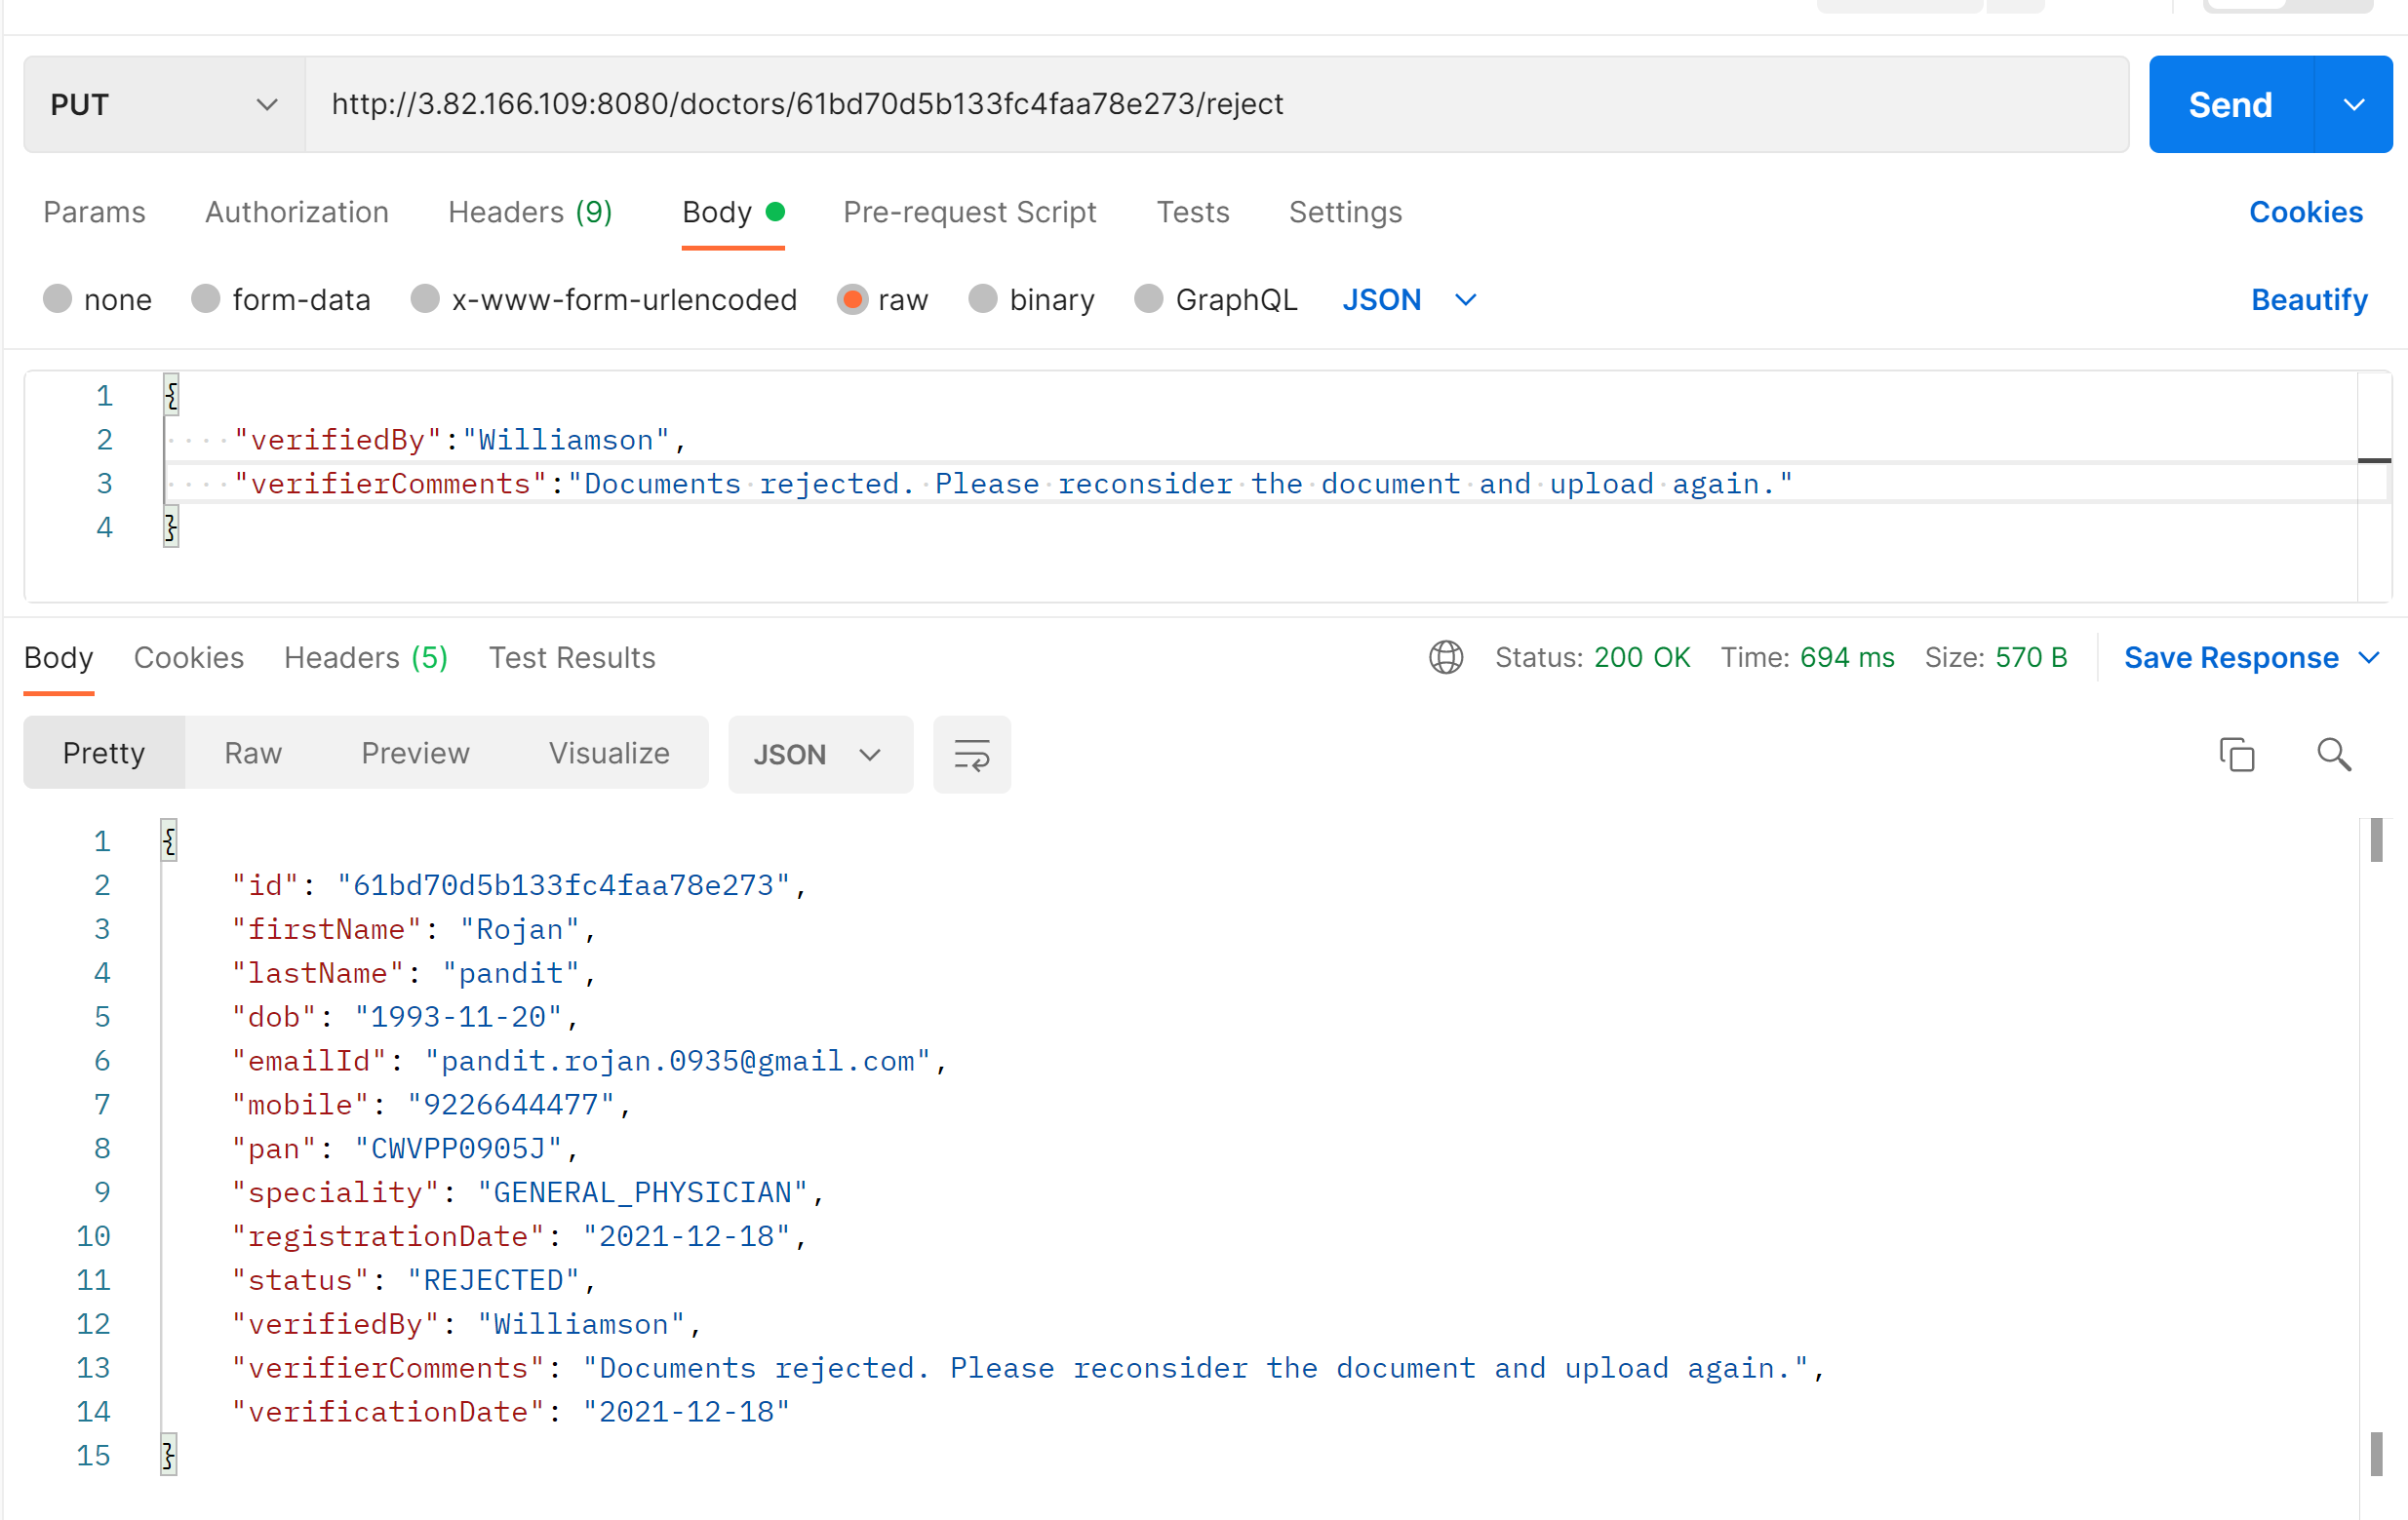 PUT http://3.82.166.109:8080/doctors/61bd70d5b133fc4faa78e273/reject Send
Params Authorization Headers (9) Body Pre-request Script Tests Settings Cookies
none form-data x-www-form-urlencoded raw binary GraphQL JSON Beautify
1 {
2 "verifiedBy":"Williamson",
3 "verifierComments":"Documents rejected. Please reconsider the document and upload again."
4 }
Body Cookies Headers (5) Test Results Status: 200 OK Time: 694 ms Size: 570 B Save Response
Pretty Raw Preview Visualize JSON
1 {
2 "id": "61bd70d5b133fc4faa78e273",
3 "firstName": "Rojan",
4 "lastName": "pandit",
5 "dob": "1993-11-20",
6 "emailId": "pandit.rojan.0935@gmail.com",
7 "mobile": "9226644477",
8 "pan": "CWVPP0905J",
9 "speciality": "GENERAL_PHYSICIAN",
10 "registrationDate": "2021-12-18",
11 "status": "REJECTED",
12 "verifiedBy": "Williamson",
13 "verifierComments": "Documents rejected. Please reconsider the document and upload again.",
14 "verificationDate": "2021-12-18"
15 }